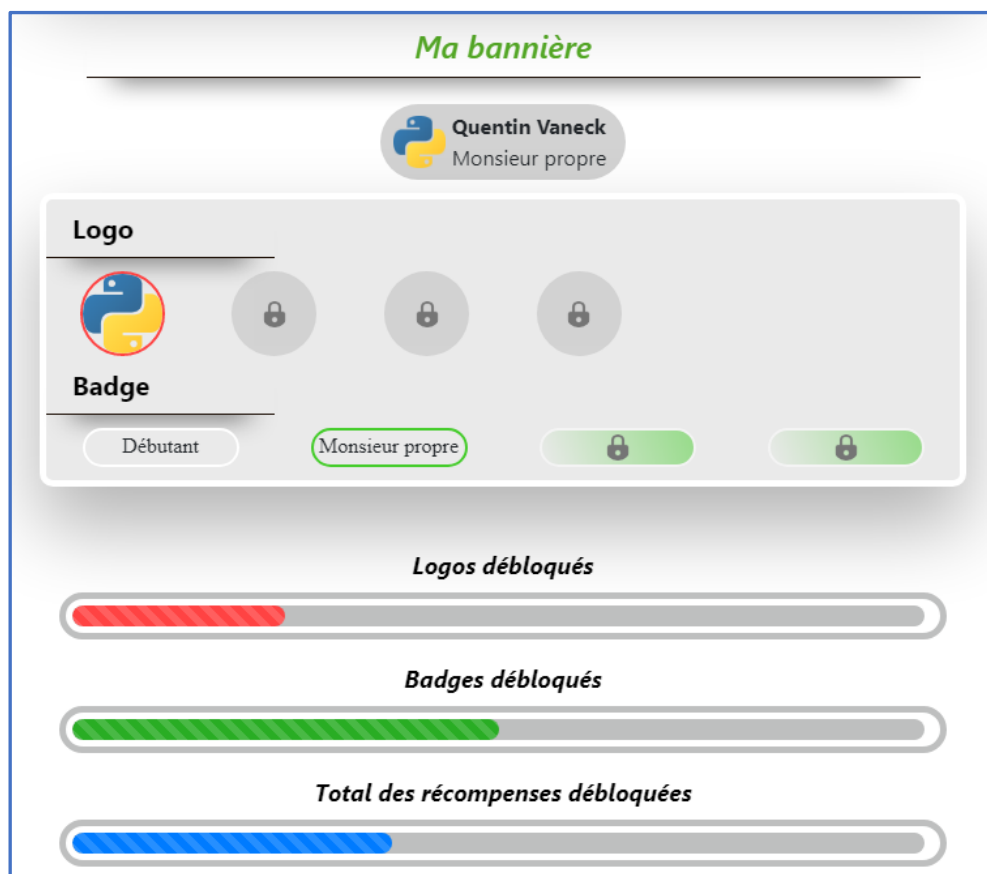 Ma bannière
Quentin Vaneck
Monsieur propre
Logo
Badge
Débutant
Monsieur propre
Logos débloqués
Badges débloqués
Total des récompenses débloquées